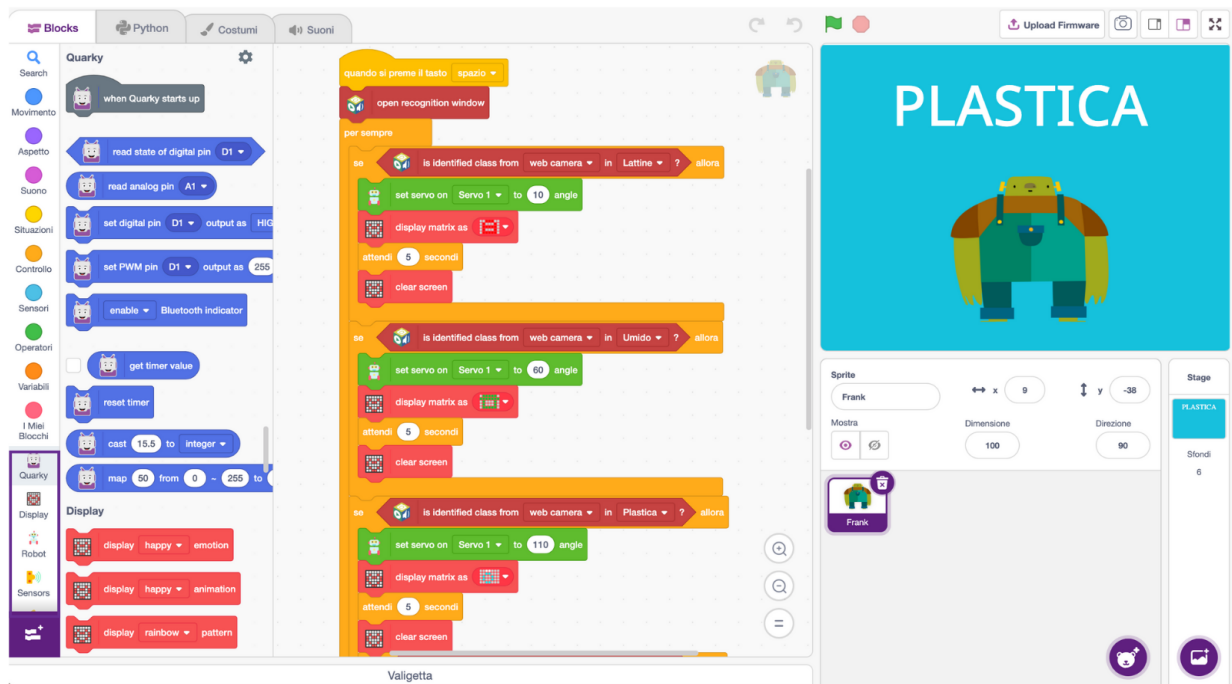 Blocks
Python
Costumi
Suoni
Upload Firmware
Search
Movimento
Aspetto
Suono
Situazioni
Controllo
Sensori
Operatori
Variabili
I Miei
Blocchi
Quarky
Display
Robot
Sensors
Quarky
when Quarky starts up
read state of digital pin D1
read analog pin A1
set digital pin D1 output as HIG
set PWM pin D1 output as 255
enable Bluetooth indicator
get timer value
reset timer
cast 15.5 to integer
map 50 from 0 ~ 255 to
Display
display happy emotion
display happy animation
display rainbow pattern
quando si preme il tasto spazio
open recognition window
per sempre
se is identified class from web camera in Lattine ? allora
set servo on Servo 1 to 10 angle
display matrix as
attendi 5 secondi
clear screen
se is identified class from web camera in Umido ? allora
set servo on Servo 1 to 60 angle
display matrix as
attendi 5 secondi
clear screen
se is identified class from web camera in Plastica ? allora
set servo on Servo 1 to 110 angle
display matrix as
attendi 5 secondi
clear screen
Valigetta
PLASTICA
Sprite
Frank
x 9
y -38
Mostra
Dimensione
100
Direzione
90
Frank
Stage
PLASTICA
Sfondi
6